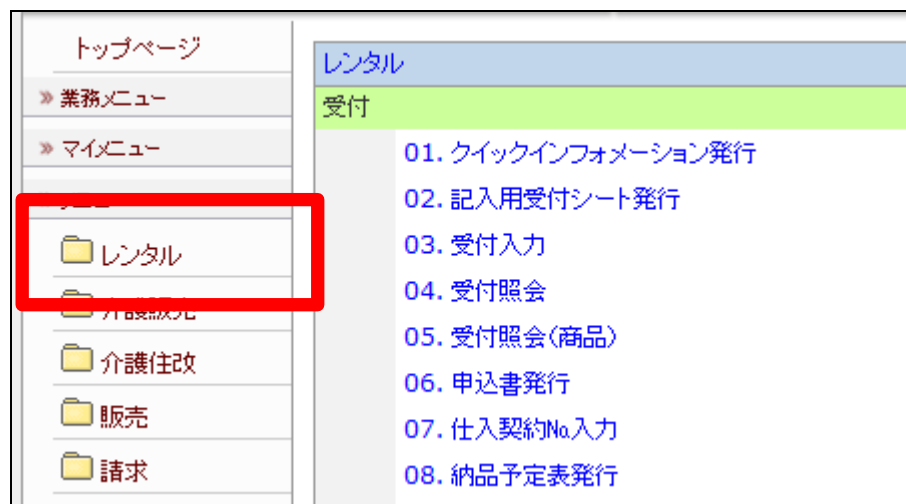 トップページ
» 業務メニュー
» マイメニュー
レンタル
介護販売
介護住改
販売
請求
レンタル
受付
01. クイックインフォメーション発行
02. 記入用受付シート発行
03. 受付入力
04. 受付照会
05. 受付照会(商品)
06. 申込書発行
07. 仕入契約№入力
08. 納品予定表発行